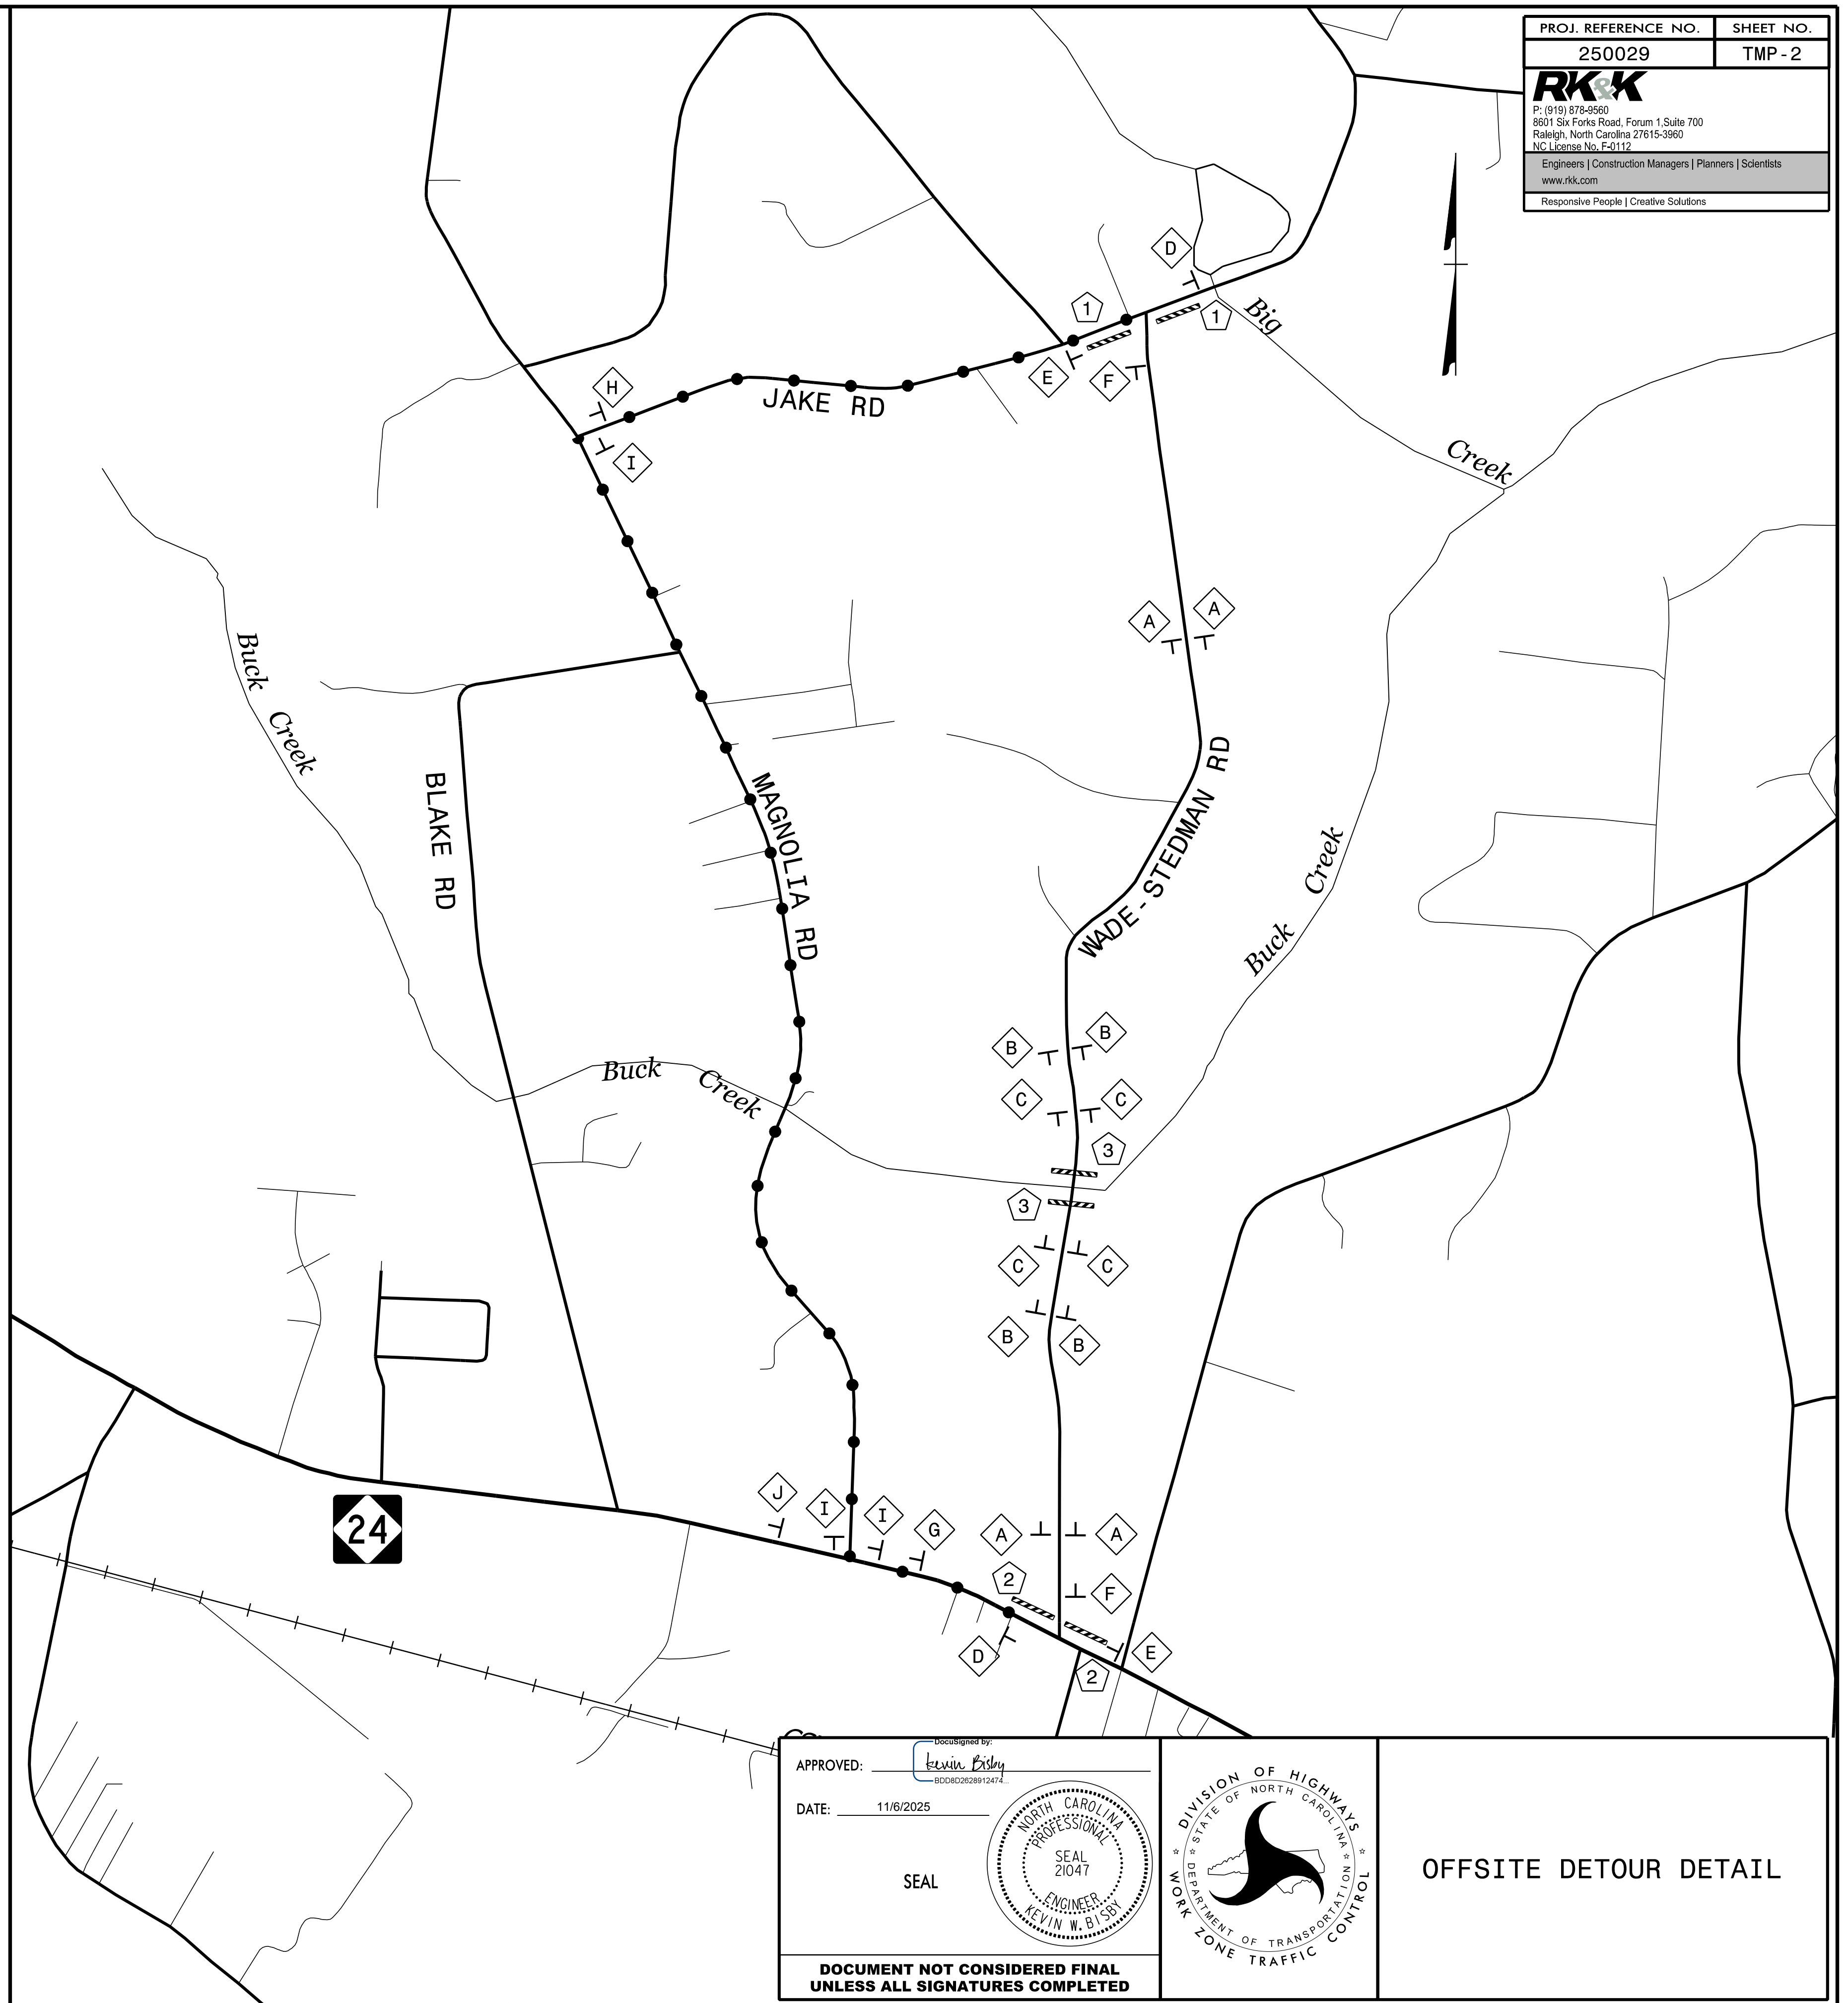 PROJ. REFERENCE NO. SHEET NO.
250029 TMP-2
RK&K
P: (919) 878-9560
8601 Six Forks Road, Forum 1,Suite 700
Raleigh, North Carolina 27615-3960
NC License No. F-0112
Engineers | Construction Managers | Planners | Scientists
www.rkk.com
Responsive People | Creative Solutions
D
1
1
Big
E
F
H
JAKE RD
I
Creek
A
A
Buck
Creek
BLAKE RD
MAGNOLIA RD
WADE-STEDMAN RD
Creek
Buck
B
B
Buck
Creek
C
C
3
3
C
C
B
B
24
J
I
I
G
A
A
2
F
D
E
2
APPROVED:
DocuSigned by:
Kevin Bisby
BDD8D2628912474...
DATE: 11/6/2025
SEAL
NORTH CAROLINA
PROFESSIONAL
SEAL
21047
ENGINEER
KEVIN W. BISBY
DOCUMENT NOT CONSIDERED FINAL
UNLESS ALL SIGNATURES COMPLETED
DIVISION OF HIGHWAYS
STATE OF NORTH CAROLINA
DEPARTMENT OF TRANSPORTATION
WORK ZONE TRAFFIC CONTROL
OFFSITE DETOUR DETAIL